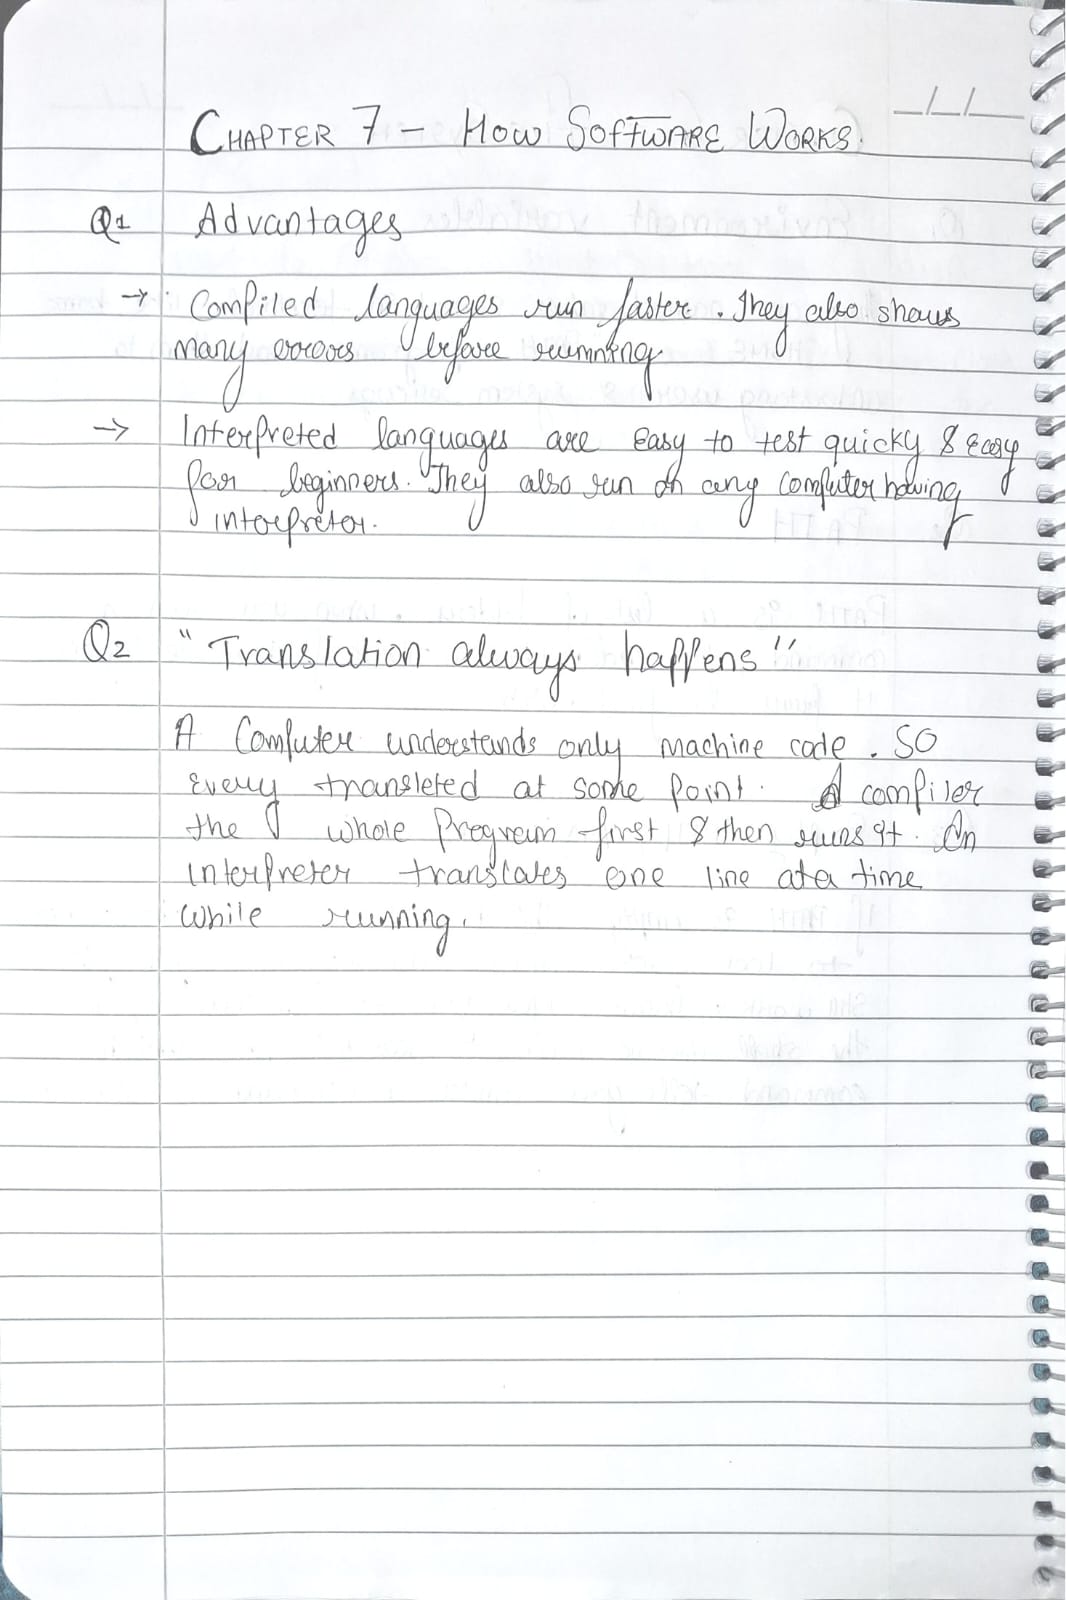 _/_/_
CHAPTER 7 - HOW SOFTWARE WORKS.
Q1 Advantages
→ Compiled languages run faster. They also shows
many errors before running
→ Interpreted languages are easy to test quicky & Easy
for beginners. They also run on any computer having
interpretor.
Q2 "Translation always happens"
A Computer understands only machine code. SO
Every transleted at some point. A compiler
the whole Program first & then runs it. An
interpreter translates one line at a time
while running.